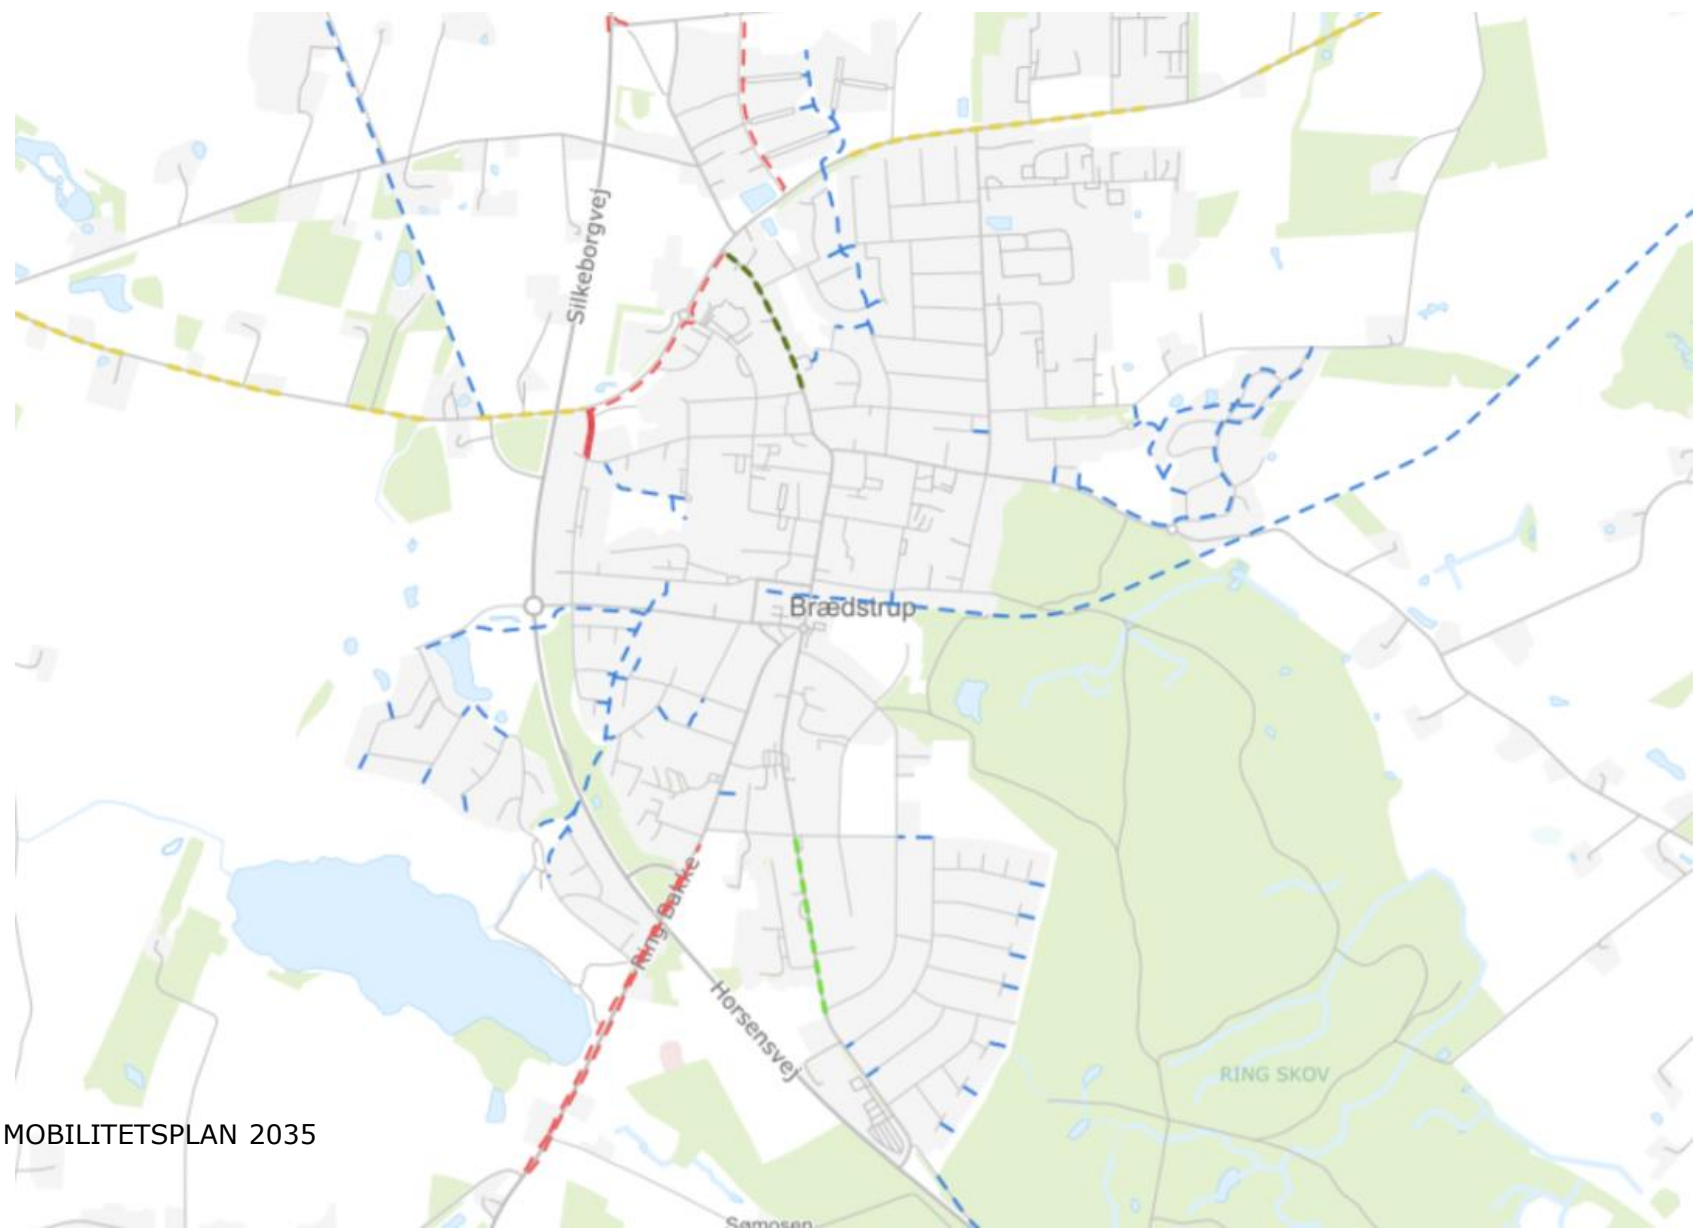 Silkeborgvej
Brædstrup
Ring Bakke
Horsensvej
RING SKOV
MOBILITETSPLAN 2035
Sømosen